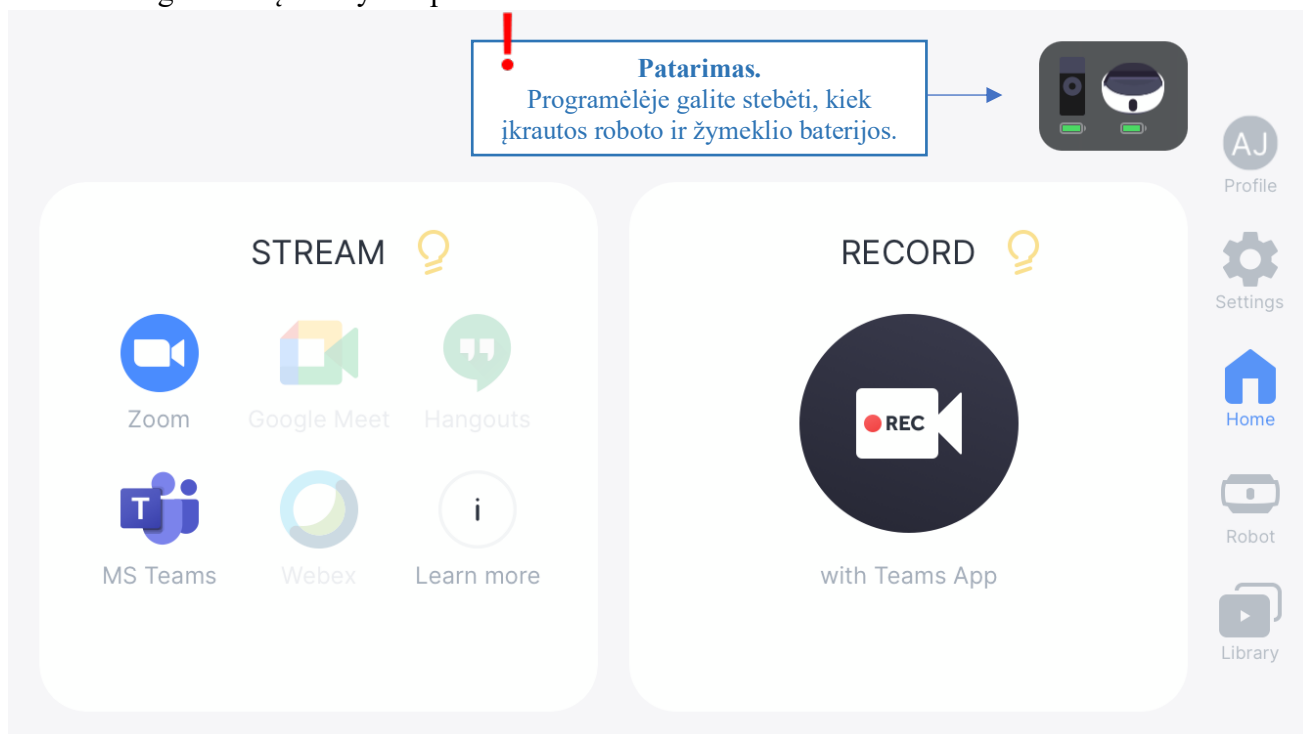 Patarimas.
Programėlėje galite stebėti, kiek
įkrautos roboto ir žymeklio baterijos.
AJ
Profile
STREAM
RECORD
Settings
Zoom
Google Meet
Hangouts
REC
Home
T
MS Teams
Webex
i
Learn more
with Teams App
Robot
Library